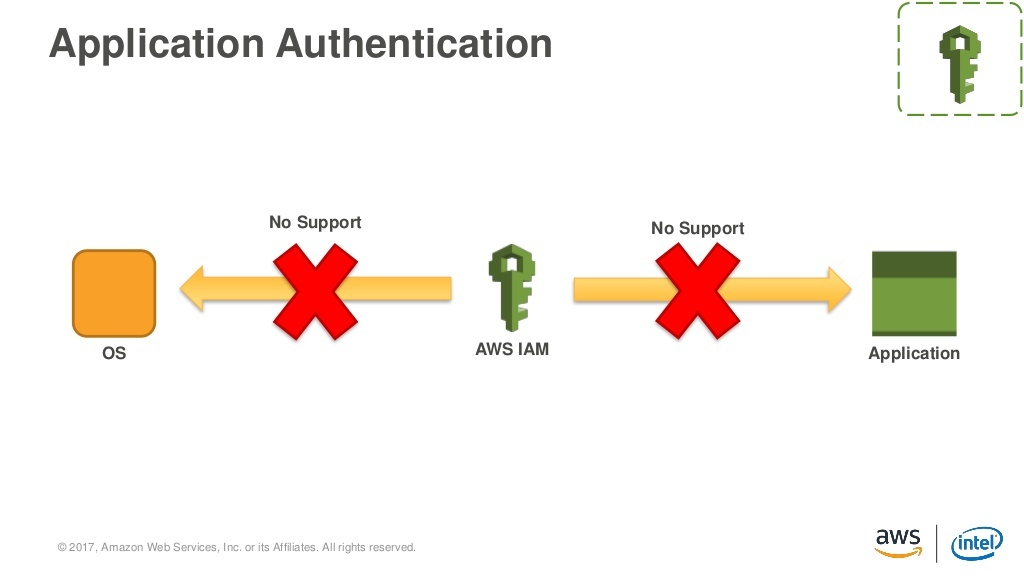 Application Authentication
No Support
No Support
OS
AWS IAM
Application
© 2017, Amazon Web Services, Inc. or its Affiliates. All rights reserved.
aws
intel